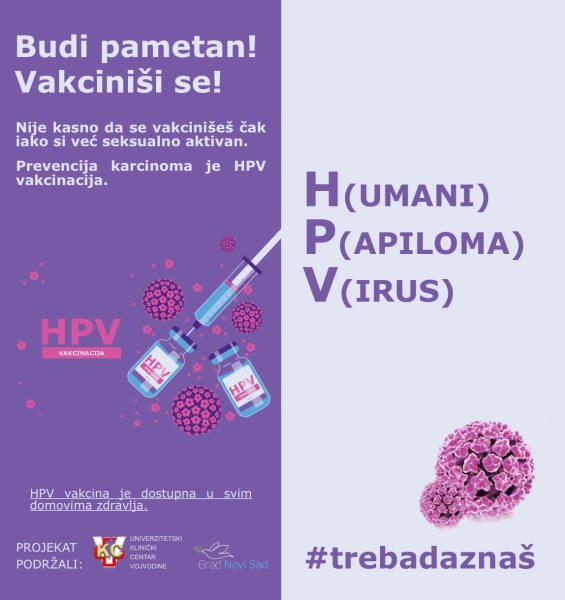 Budi pametan!
Vakciniši se!
Nije kasno da se vakcinišeš čak
iako si već seksualno aktivan.
Prevencija karcinoma je HPV
vakcinacija.
HPV
VAKCINACIJA
HPV
HPV
HPV vakcina je dostupna u svim
domovima zdravlja.
PROJEKAT
PODRŽALI:
KC
UNIVERZITETSKI
KLINIČKI
CENTAR
VOJVODINE
Grad Novi Sad
H(UMANI)
P(APILOMA)
V(IRUS)
#trebadaznaš